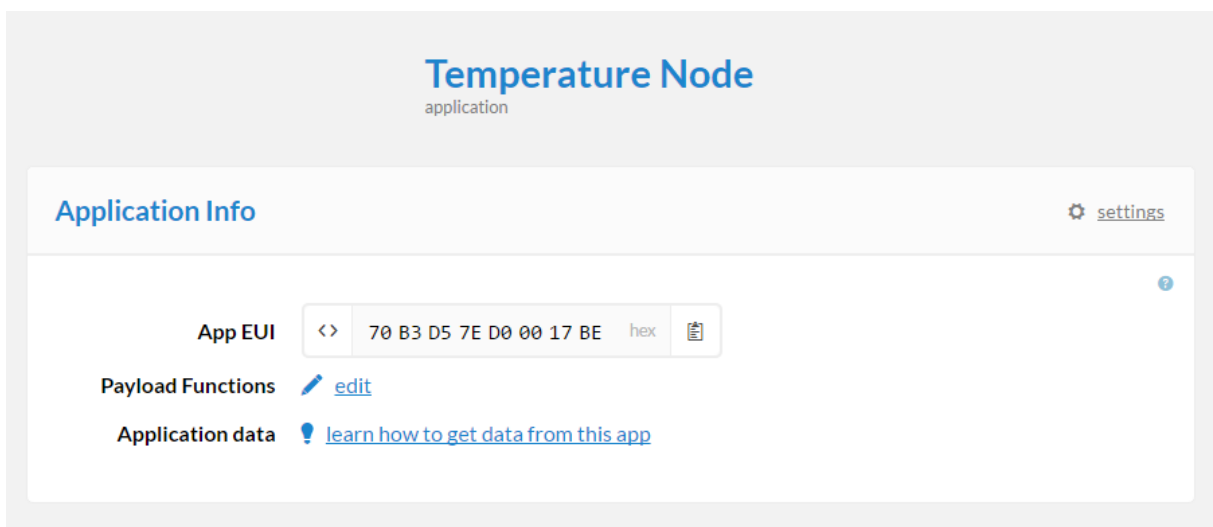 Temperature Node
application
Application Info
settings
App EUI <> 70 B3 D5 7E D0 00 17 BE hex
Payload Functions edit
Application data learn how to get data from this app